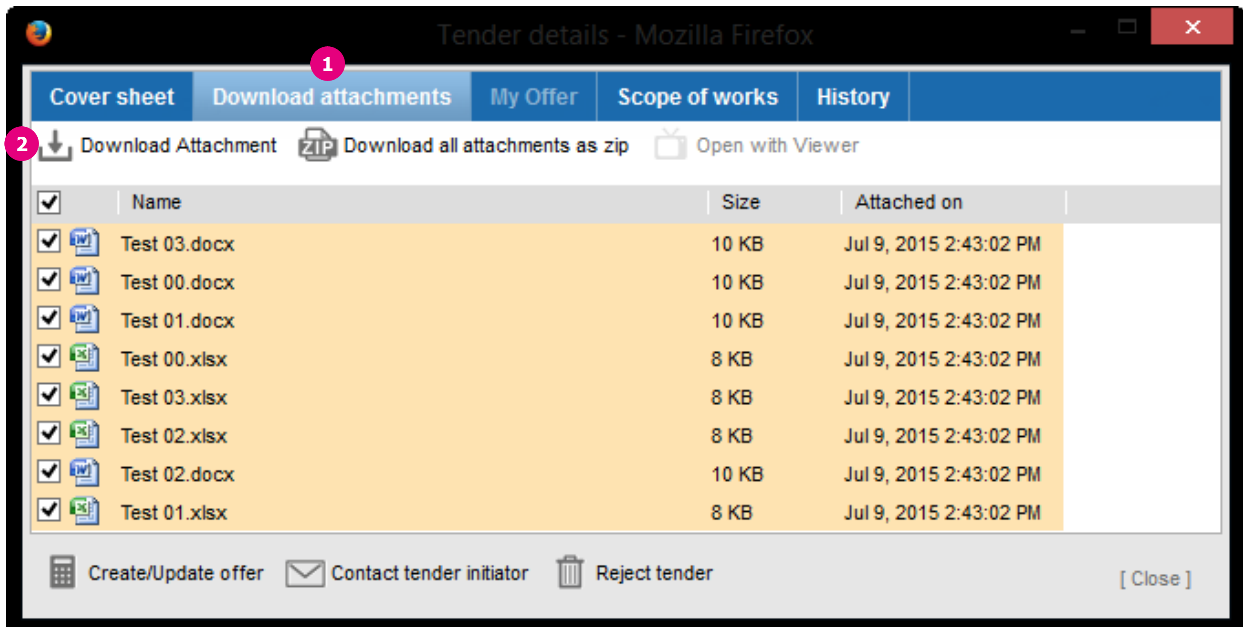 Tender details - Mozilla Firefox
1
Cover sheet Download attachments My Offer Scope of works History
2 Download Attachment ZIP Download all attachments as zip Open with Viewer
Name Size Attached on
Test 03.docx 10 KB Jul 9, 2015 2:43:02 PM
Test 00.docx 10 KB Jul 9, 2015 2:43:02 PM
Test 01.docx 10 KB Jul 9, 2015 2:43:02 PM
Test 00.xlsx 8 KB Jul 9, 2015 2:43:02 PM
Test 03.xlsx 8 KB Jul 9, 2015 2:43:02 PM
Test 02.xlsx 8 KB Jul 9, 2015 2:43:02 PM
Test 02.docx 10 KB Jul 9, 2015 2:43:02 PM
Test 01.xlsx 8 KB Jul 9, 2015 2:43:02 PM
Create/Update offer Contact tender initiator Reject tender [ Close ]